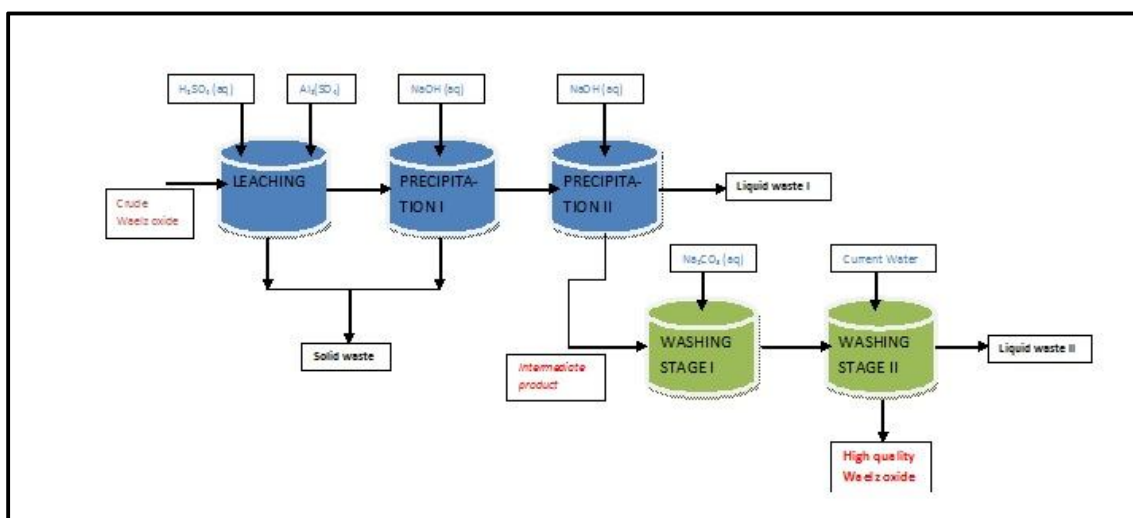 H₂SO₄ (aq)
Al₂(SO₄)
NaOH (aq)
NaOH (aq)
LEACHING
PRECIPITA-
TION I
PRECIPITA-
TION II
Liquid waste I
Crude
Waelz oxide
Na₂CO₃ (aq)
Current Water
Solid waste
Intermediate
product
WASHING
STAGE I
WASHING
STAGE II
Liquid waste II
High quality
Waelz oxide